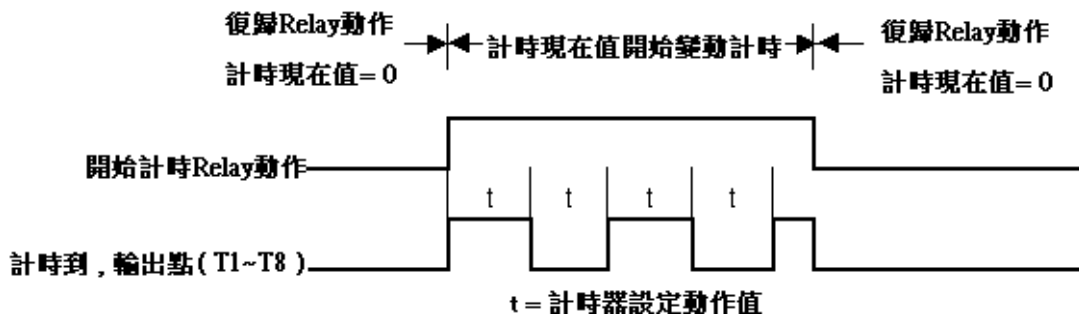 復歸Relay動作
計時現在值= 0
計時現在值開始變動計時
復歸Relay動作
計時現在值= 0
開始計時Relay動作
t t t t
計時到 , 輸出點 ( T1~T8 )
t = 計時器設定動作值